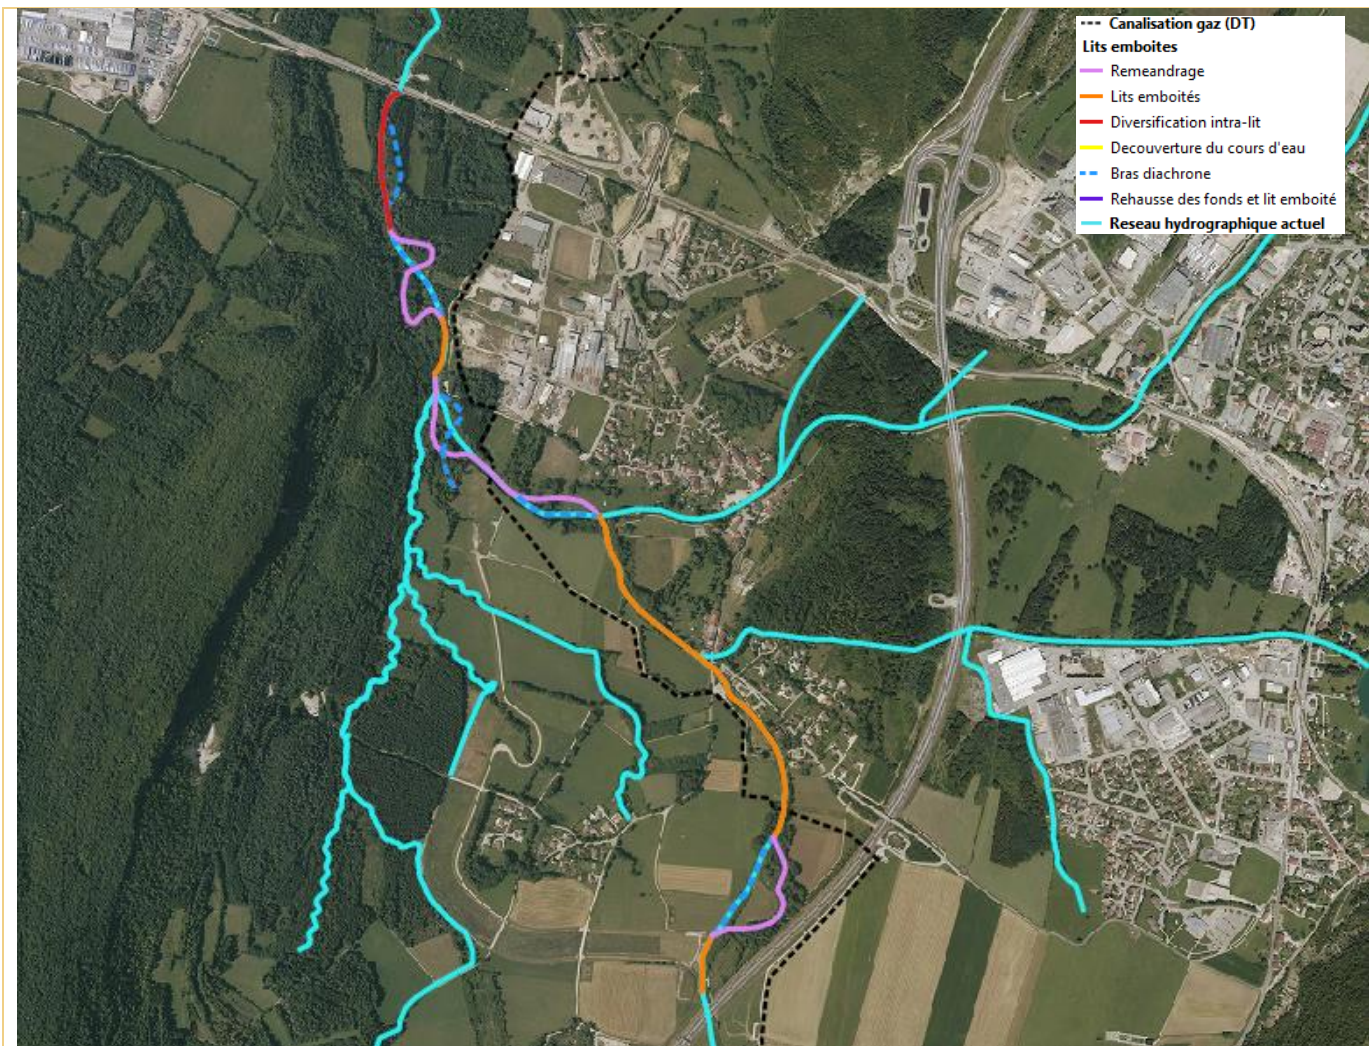 Canalisation gaz (DT)
Lits emboites
Remeandrage
Lits emboités
Diversification intra-lit
Decouverture du cours d'eau
Bras diachrone
Rehausse des fonds et lit emboité
Reseau hydrographique actuel